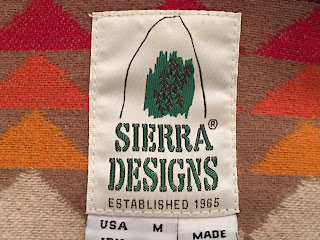 SIERRA®
DESIGNS
ESTABLISHED 1965
USA M MADE